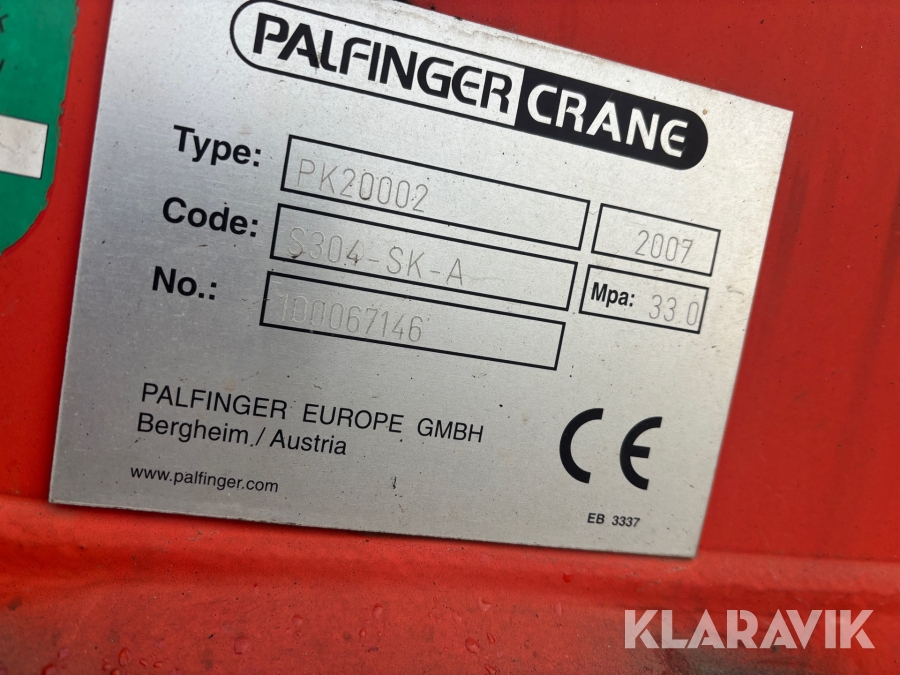 PALFINGER CRANE
Type: PK20002 2007
Code: S304-SK-A Mpa: 33.0
No.: 100067146
PALFINGER EUROPE GMBH
Bergheim / Austria
www.palfinger.com
CE
EB 3337
KLARAVIK